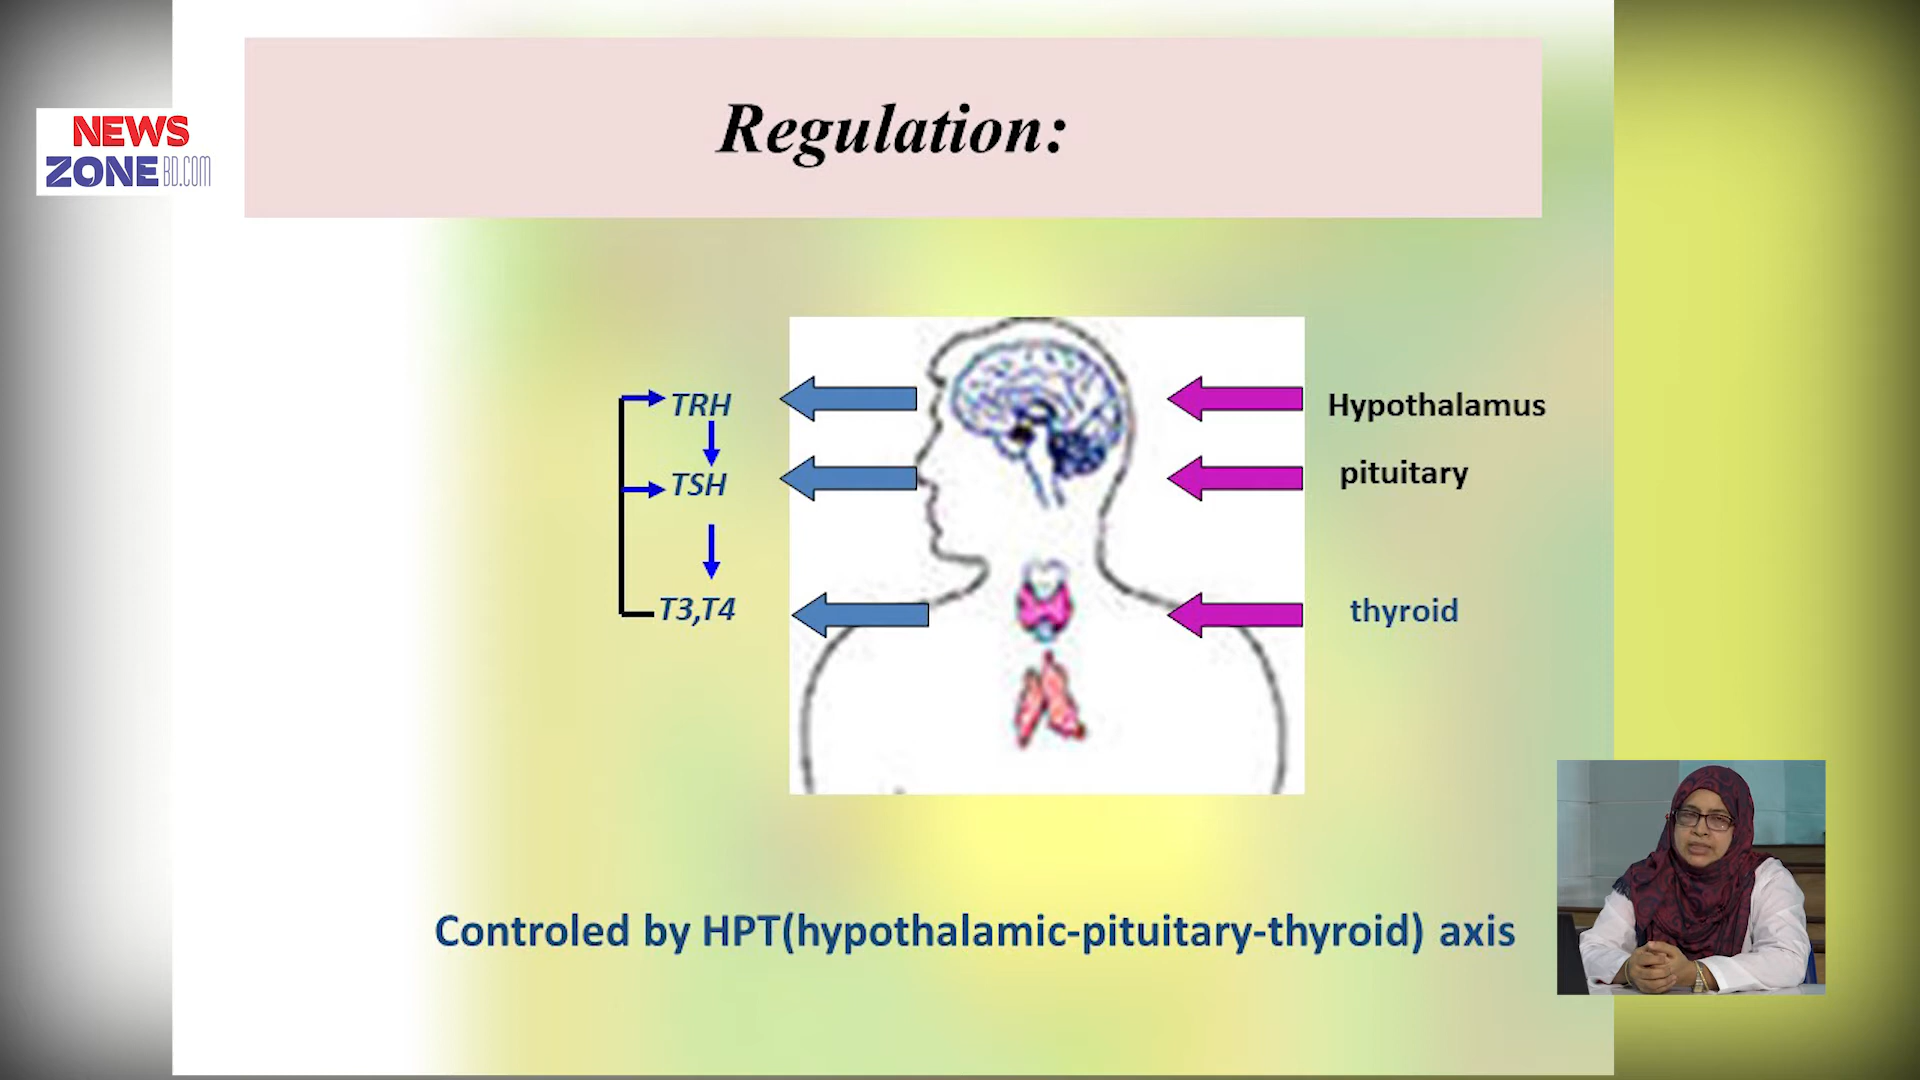 NEWS
ZONE BD.COM
Regulation:
TRH
Hypothalamus
TSH
pituitary
T3,T4
thyroid
Controled by HPT(hypothalamic-pituitary-thyroid) axis